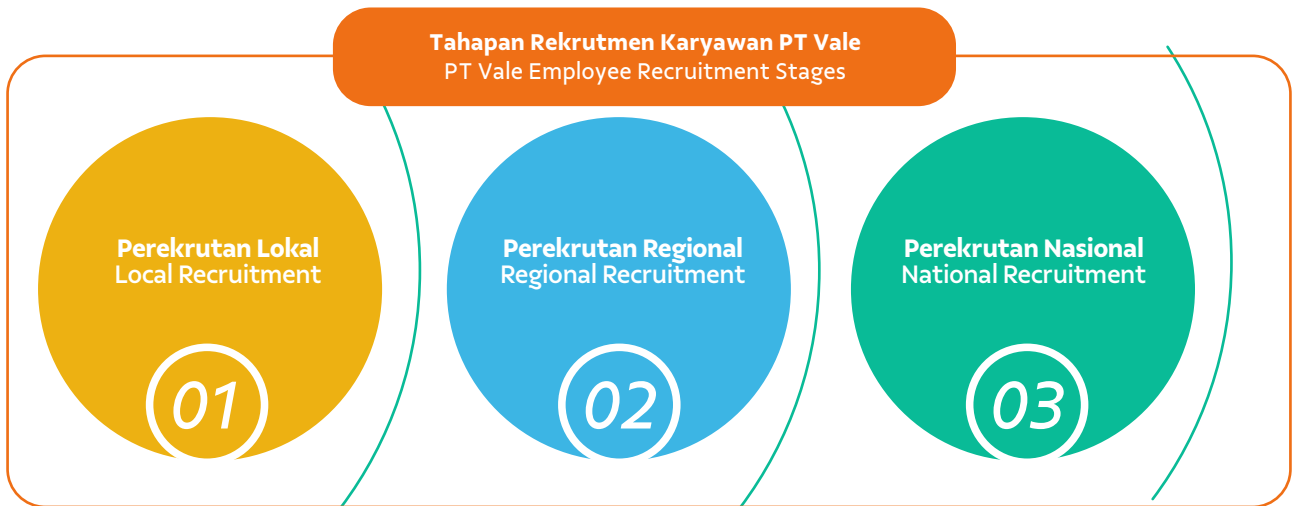 Tahapan Rekrutmen Karyawan PT Vale
PT Vale Employee Recruitment Stages
Perekrutan Lokal
Local Recruitment
01
Perekrutan Regional
Regional Recruitment
02
Perekrutan Nasional
National Recruitment
03